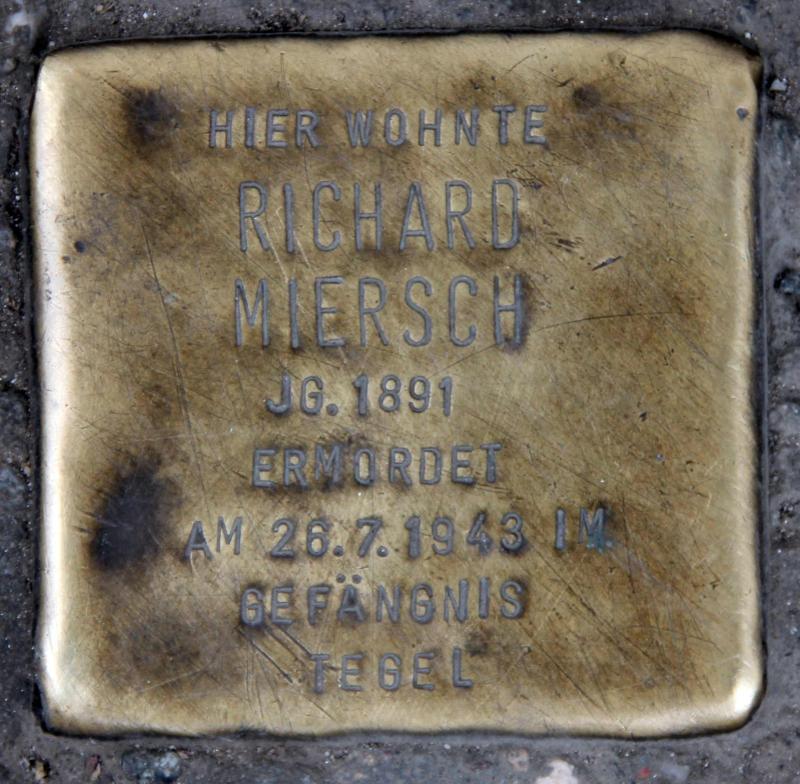 HIER WOHNTE
RICHARD
MIERSCH
JG. 1891
ERMORDET
AM 26.7.1943 IM
GEFÄNGNIS
TEGEL